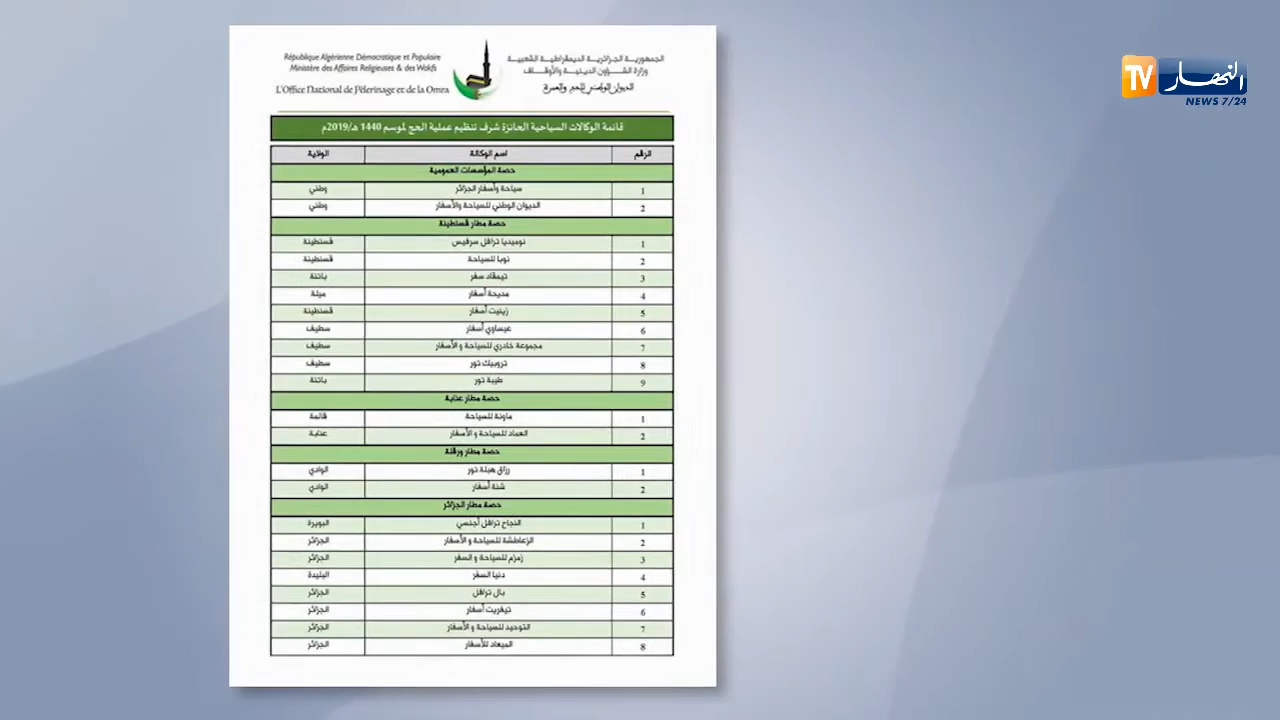 République Algérienne Démocratique et Populaire
Ministère des Affaires Religieuses & des Wakfs
L'Office National de Pèlerinage et de la Omra
الجمهورية الجزائرية الديمقراطية الشعبية
وزارة الشؤون الدينية والأوقاف
الديوان الوطني للحج والعمرة
النهار TV
NEWS 7/24
قائمة الوكالات السياحية الحائزة شرف تنظيم عملية الحج لموسم 1440 هـ/2019م
الرقم اسم الوكالة الولاية
حصة المؤسسات العمومية
1 سياحة وأسفار الجزائر وطني
2 الديوان الوطني للسياحة والأسفار وطني
حصة مطار قسنطينة
1 نوميديا ترافل سرفيس قسنطينة
2 نوبا للسياحة قسنطينة
3 تيمقاد سفر باتنة
4 مديحة أسفار ميلة
5 زينيت أسفار قسنطينة
6 عيساوي أسفار سطيف
7 مجموعة خادري للسياحة و الأسفار سطيف
8 تروبيك تور سطيف
9 طيبة تور باتنة
حصة مطار عنابة
1 ماونة للسياحة قالمة
2 العماد للسياحة و الأسفار عنابة
حصة مطار ورقلة
1 رزاق هبلة تور الوادي
2 شنة أسفار الوادي
حصة مطار الجزائر
1 النجاح ترافل أجنسي البويرة
2 الزعاطشة للسياحة و الأسفار الجزائر
3 زمزم للسياحة و السفر الجزائر
4 دنيا السفر البليدة
5 بال ترافل الجزائر
6 تيغريت أسفار الجزائر
7 التوحيد للسياحة و الأسفار الجزائر
8 الميعاد للأسفار الجزائر